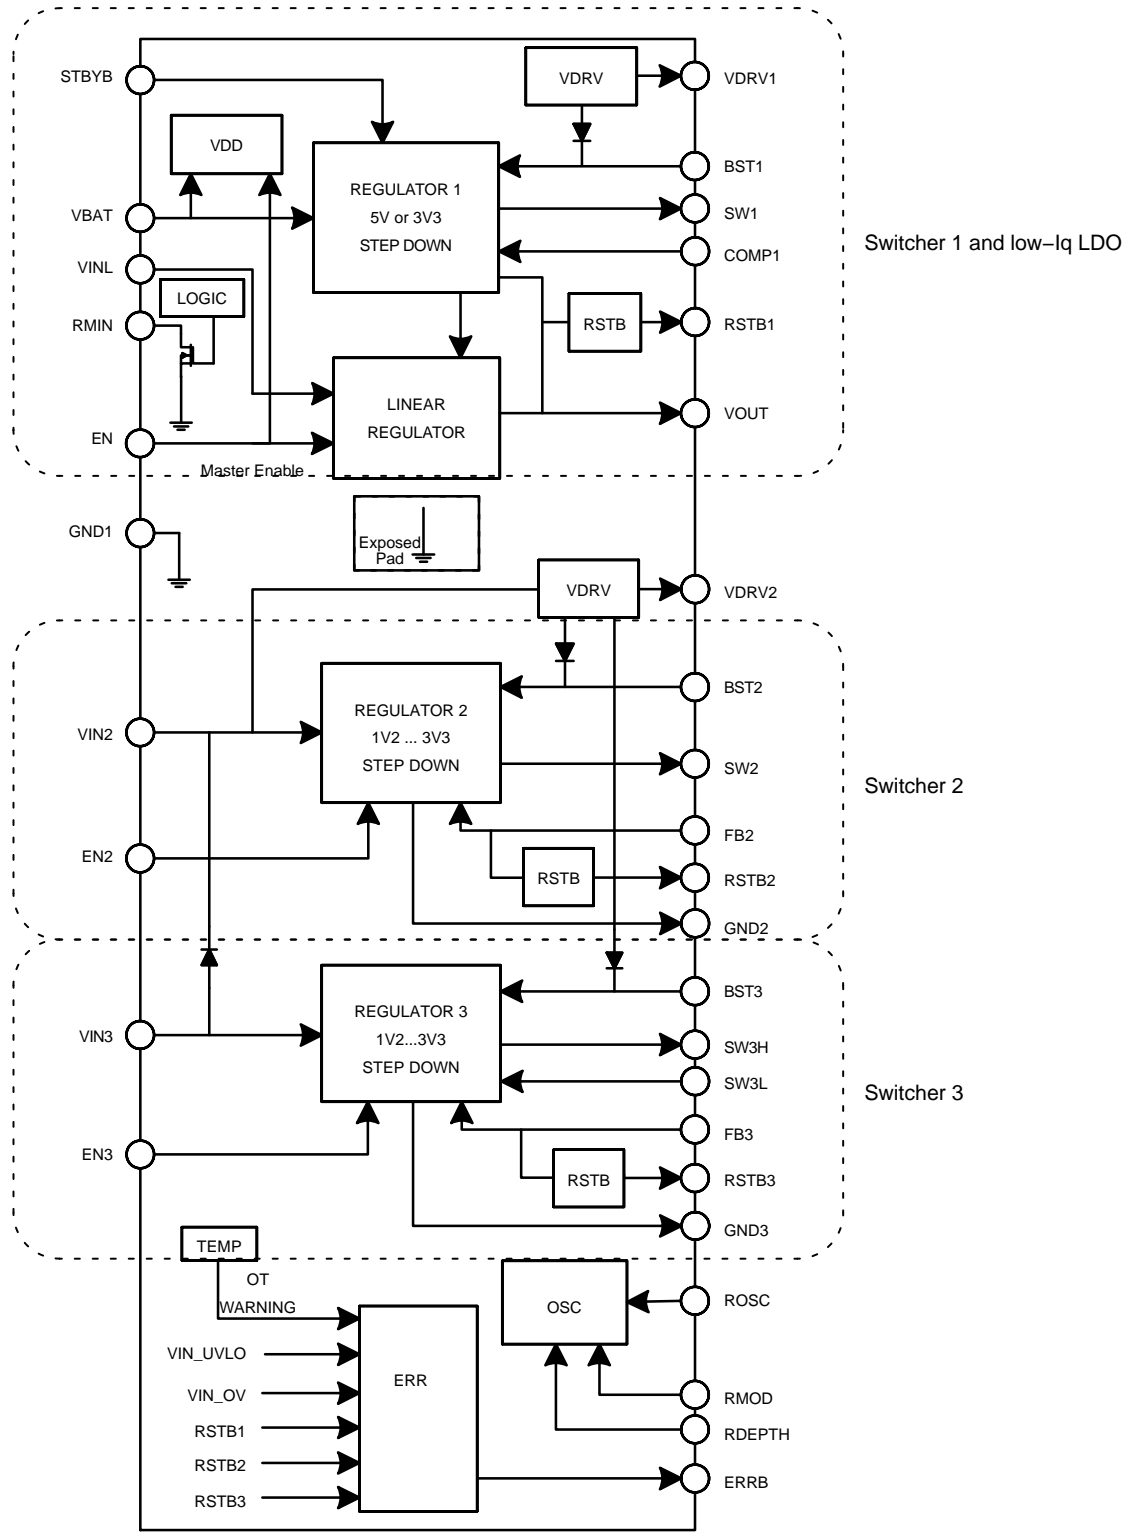 STBYB
VDRV
VDRV1
VDD
BST1
REGULATOR 1
5V or 3V3
STEP DOWN
VBAT
SW1
Switcher 1 and low−Iq LDO
COMP1
VINL
LOGIC
RMIN
RSTB
RSTB1
LINEAR
REGULATOR
VOUT
EN
Master Enable
GND1
Exposed
Pad
VDRV
VDRV2
BST2
REGULATOR 2
1V2 ... 3V3
STEP DOWN
VIN2
SW2
Switcher 2
FB2
EN2
RSTB
RSTB2
GND2
BST3
REGULATOR 3
1V2...3V3
STEP DOWN
VIN3
SW3H
SW3L
Switcher 3
FB3
EN3
RSTB
RSTB3
GND3
TEMP
OT
WARNING
OSC
ROSC
VIN_UVLO
ERR
VIN_OV
RMOD
RSTB1
RDEPTH
RSTB2
ERRB
RSTB3